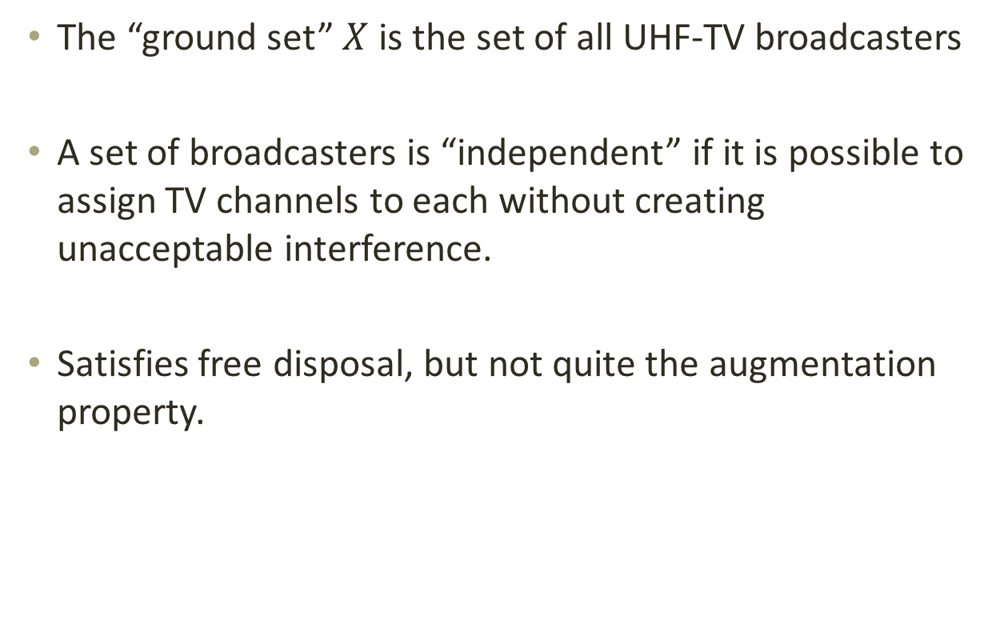 • The “ground set” 𝑋 is the set of all UHF-TV broadcasters
• A set of broadcasters is “independent” if it is possible to
assign TV channels to each without creating
unacceptable interference.
• Satisfies free disposal, but not quite the augmentation
property.